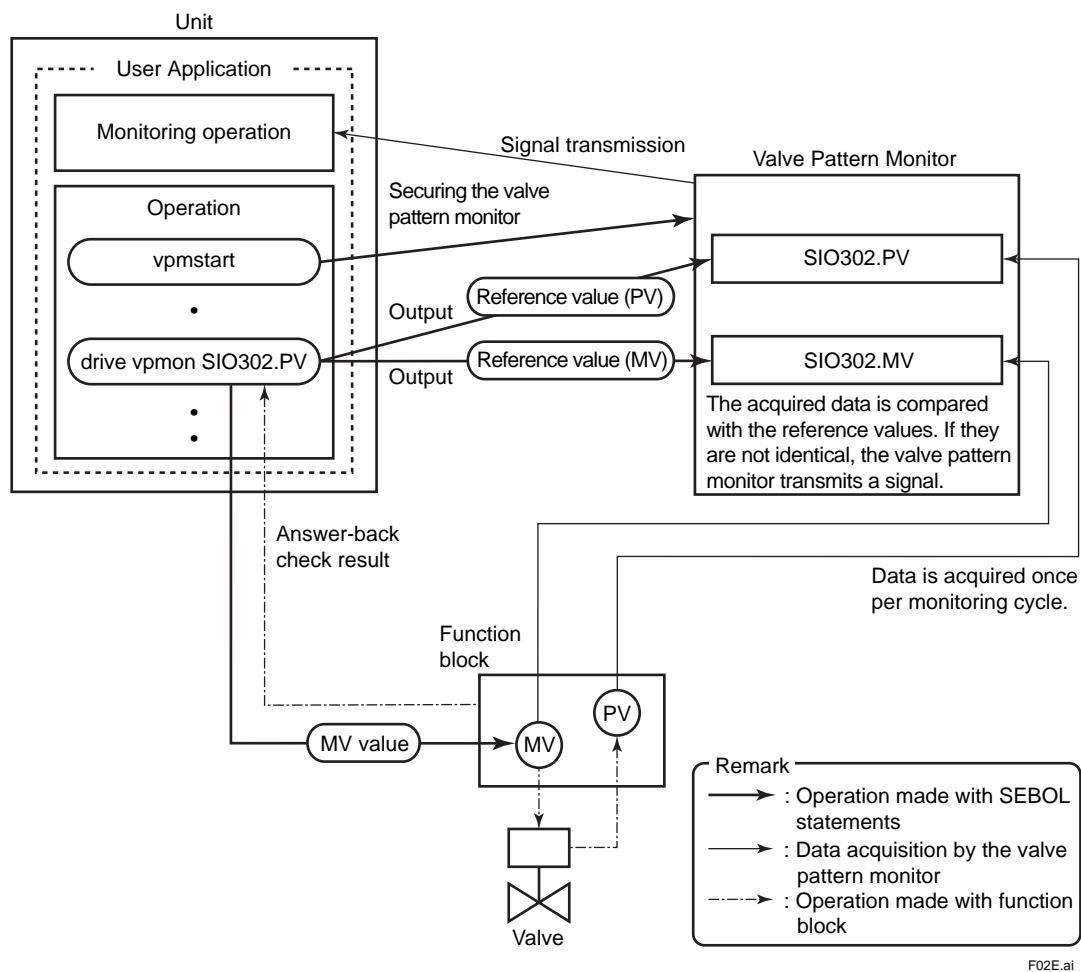 Unit
User Application
Monitoring operation
Signal transmission
Valve Pattern Monitor
Operation
Securing the valve
pattern monitor
vpmstart
SIO302.PV
Reference value (PV)
Output
drive vpmon SIO302.PV
Reference value (MV)
SIO302.MV
Output
The acquired data is compared
with the reference values. If they
are not identical, the valve pattern
monitor transmits a signal.
Answer-back
check result
Data is acquired once
per monitoring cycle.
Function
block
PV
MV value
MV
Remark
: Operation made with SEBOL
statements
: Data acquisition by the valve
pattern monitor
: Operation made with function
block
Valve
F02E.ai